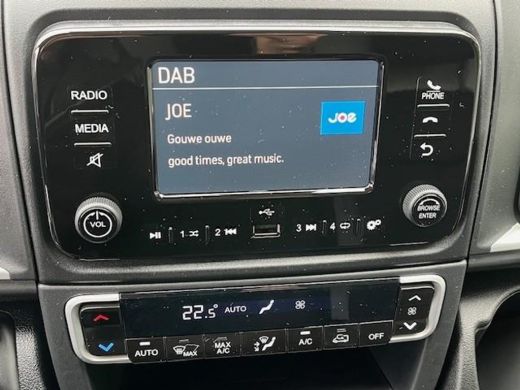 DAB
JOE
JOE
Gouwe ouwe
good times, great music.
RADIO
MEDIA
PHONE
VOL
BROWSE
ENTER
1 2 3 4
22.5° AUTO
AUTO
MAX
MAX
A/C
A/C
OFF